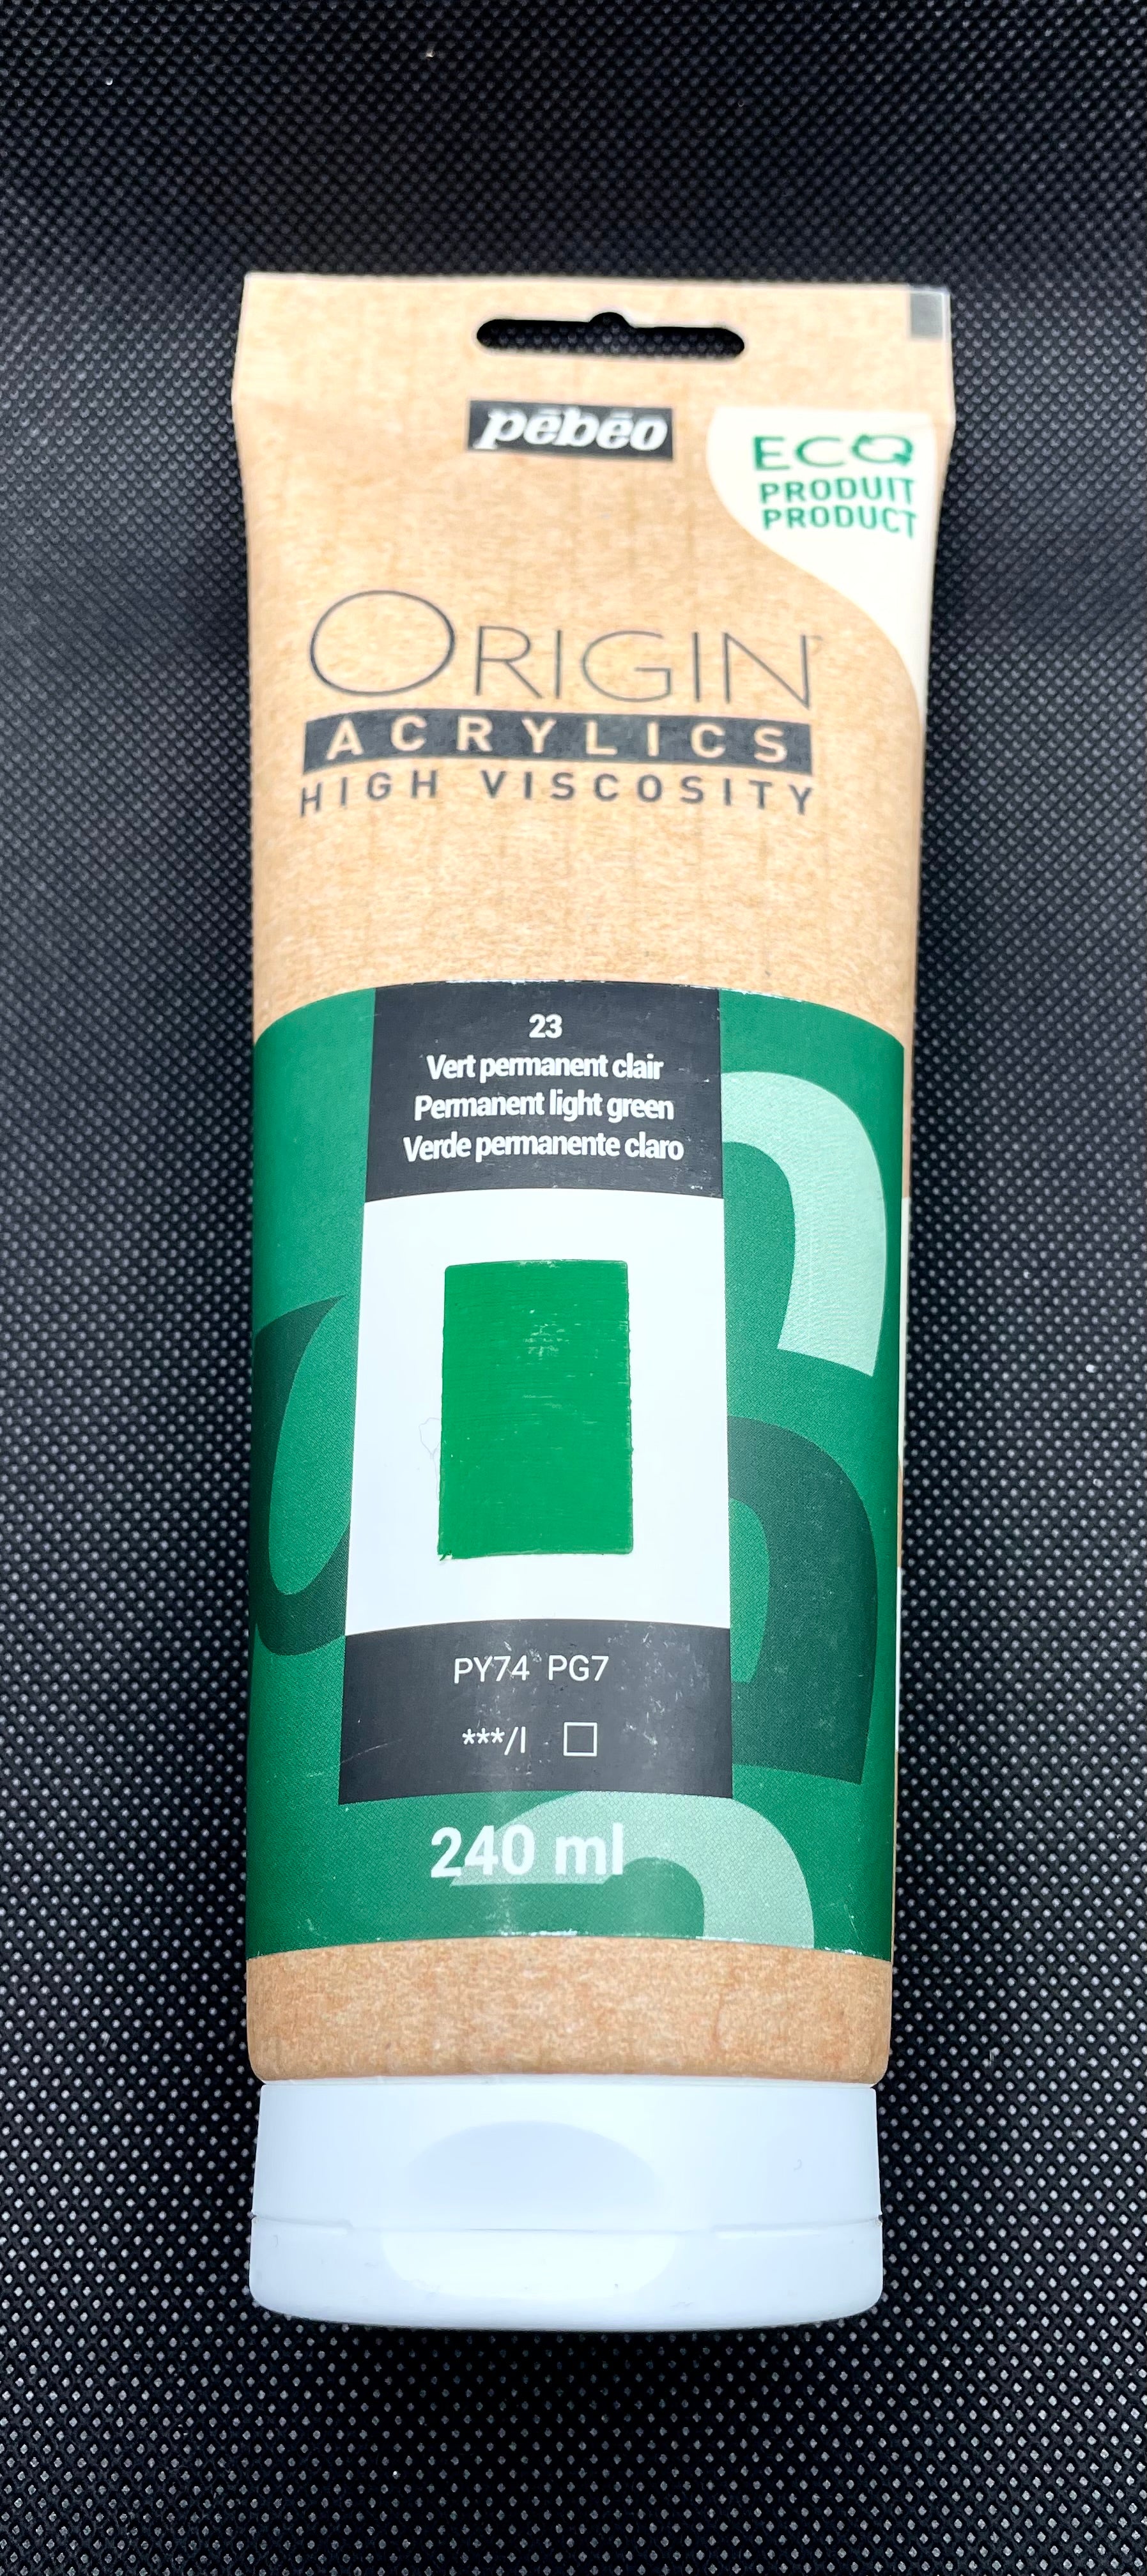 pēbēo
ECO
PRODUIT
PRODUCT
ORIGIN
ACRYLICS
HIGH VISCOSITY
23
Vert permanent clair
Permanent light green
Verde permanente claro
PY74 PG7
***/I
240 ml